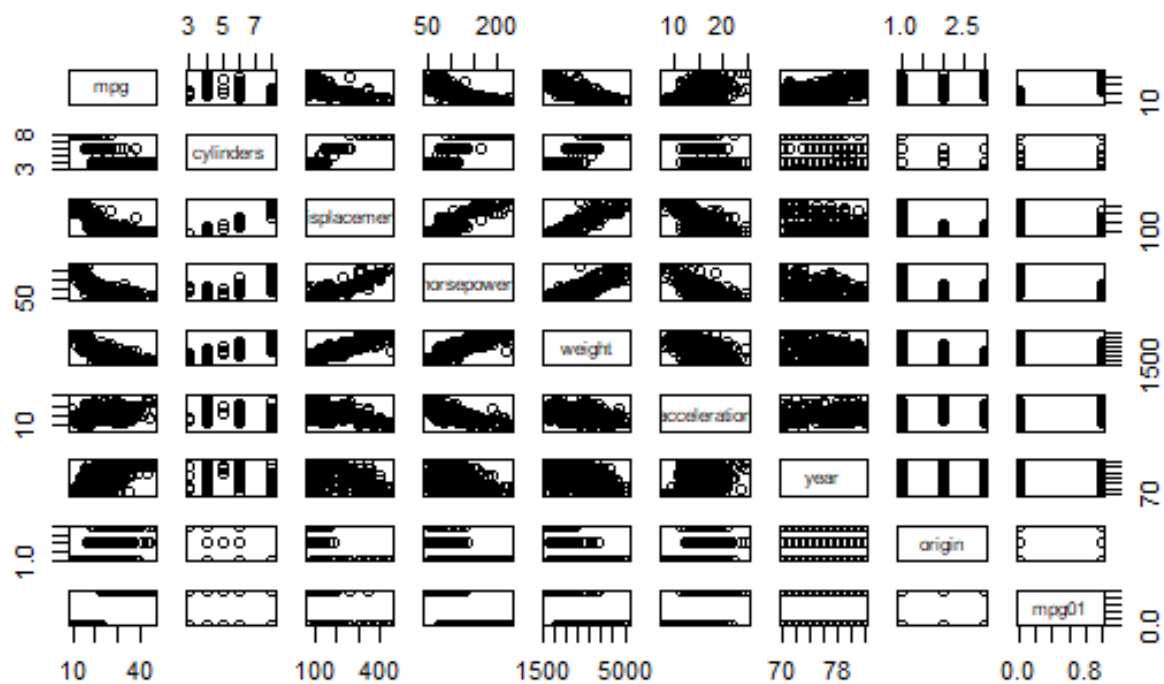 3 5 7 50 200 10 20 1.0 2.5
mpg 10
8
3 cylinders
isplacemen 100
50 horsepower
weight 1500
10 acceleration
year 70
1.0 origin
mpg01 0.0
10 40 100 400 1500 5000 70 78 0.0 0.8